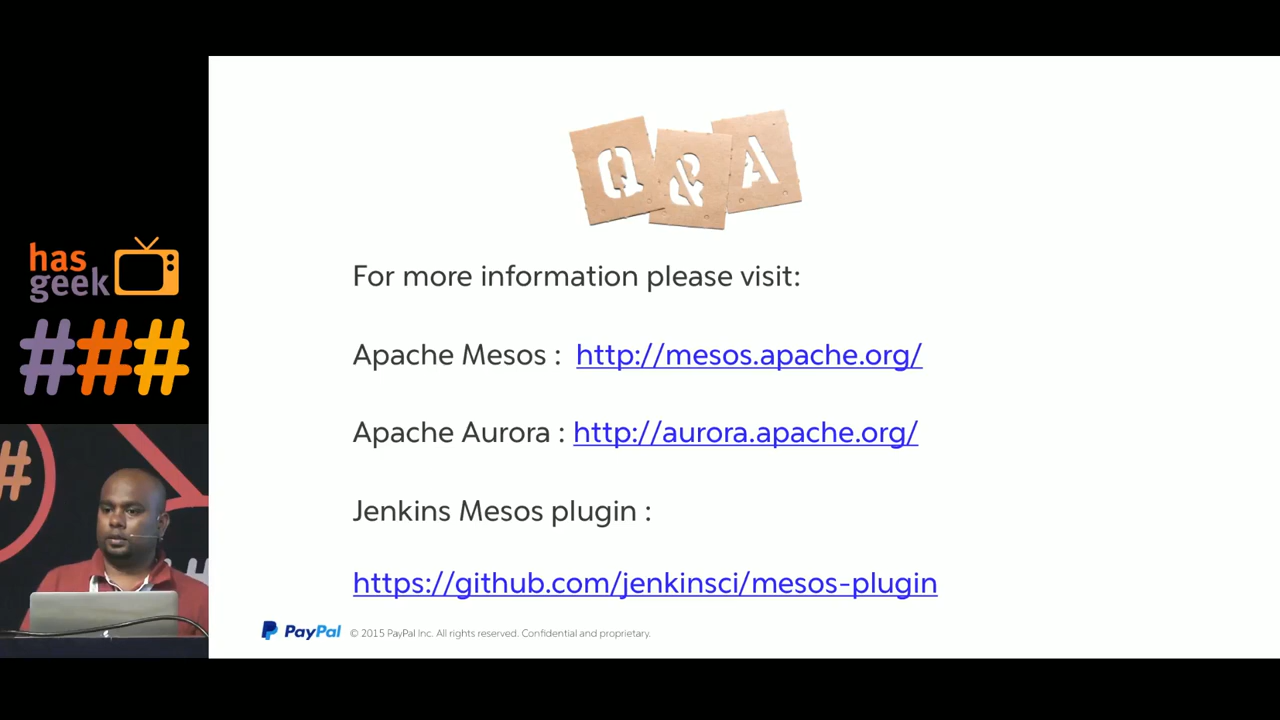 Q & A
For more information please visit:
Apache Mesos : http://mesos.apache.org/
Apache Aurora : http://aurora.apache.org/
Jenkins Mesos plugin :
https://github.com/jenkinsci/mesos-plugin
PayPal © 2015 PayPal Inc. All rights reserved. Confidential and proprietary.
has
geek
###
#
#